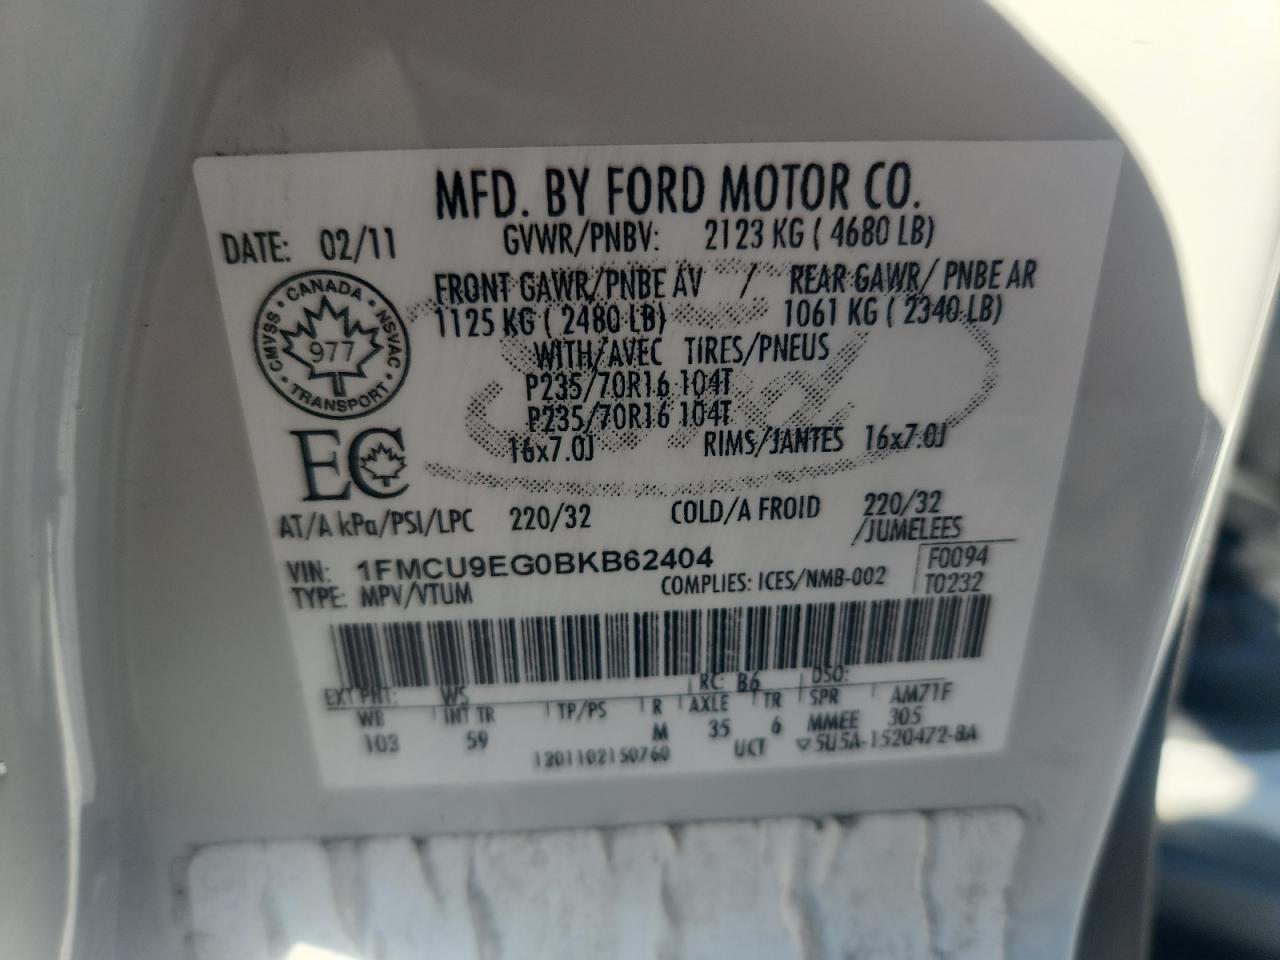 MFD. BY FORD MOTOR CO.
DATE: 02/11 GVWR/PNBV: 2123 KG ( 4680 LB)
FRONT GAWR/PNBE AV / REAR GAWR/ PNBE AR
1125 KG ( 2480 LB) 1061 KG ( 2340 LB)
WITH/AVEC TIRES/PNEUS
P235/70R16 104T
P235/70R16 104T
16x7.0J RIMS/JANTES 16x7.0J
CANADA
CMVSS NSVAC
977
TRANSPORT
EC
AT/A kPa/PSI/LPC 220/32 COLD/A FROID 220/32
/JUMELEES
VIN: 1FMCU9EG0BKB62404 F0094
TYPE: MPV/VTUM COMPLIES: ICES/NMB-002 T0232
EXT PNT: WS RC: B6 DSO:
WB INT TR TP/PS R AXLE TR SPR AM71F
103 59 M 35 6 MMEE 305
1201102150760 UCT ▽5U5A-1520472-BA